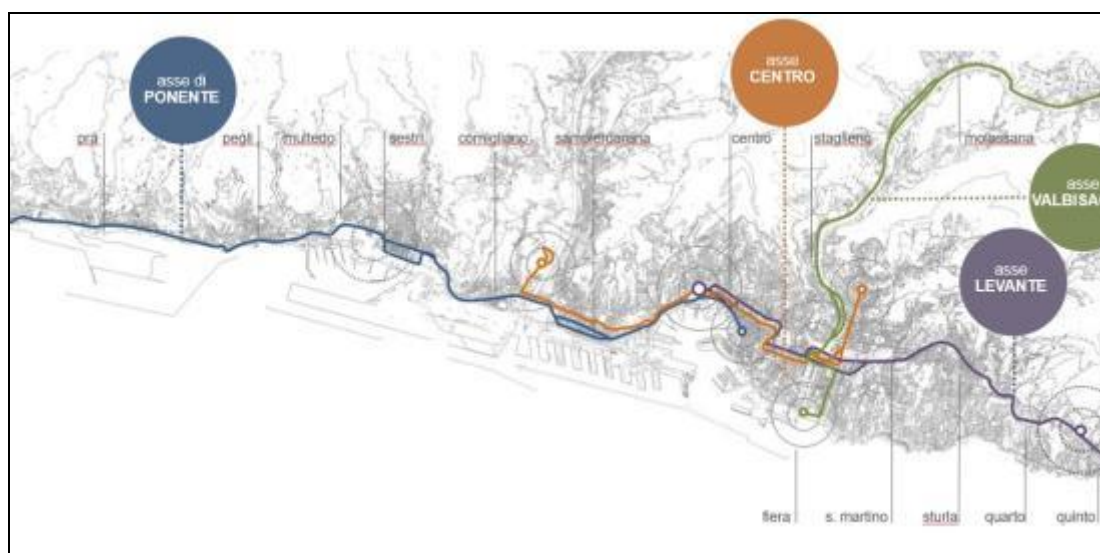 asse di
PONENTE
asse
CENTRO
prà
pegli
multedo
sestri
cornigliano
sampierdarena
centro
staglieno
molassana
asse
VALBISA
asse
LEVANTE
fiera
s. martino
sturla
quarto
quinto